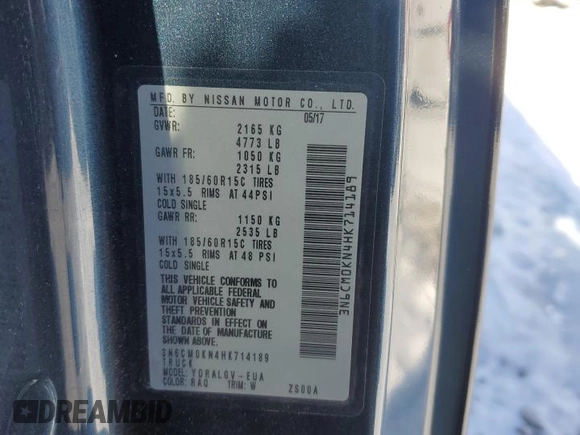 MFD. BY NISSAN MOTOR CO., LTD.
DATE: 05/17
GVWR: 2165 KG
4773 LB
GAWR FR: 1050 KG
2315 LB
WITH 185/60R15C TIRES
15x5.5 RIMS AT 44PSI
COLD SINGLE
GAWR RR: 1150 KG
2535 LB
WITH 185/60R15C TIRES
15x5.5 RIMS AT 48 PSI
COLD SINGLE
THIS VEHICLE CONFORMS TO
ALL APPLICABLE FEDERAL
MOTOR VEHICLE SAFETY AND
THEFT PREVENTION
STANDARDS IN EFFECT ON
THE DATE OF MANUFACTURE
SHOWN ABOVE.
3N6CM0KN4HK714189
TRUCK
MODEL: YDRALGV-EUA
COLOR: RAQ TRIM: W 2S00A
3N6CM0KN4HK714189
DREAMBID